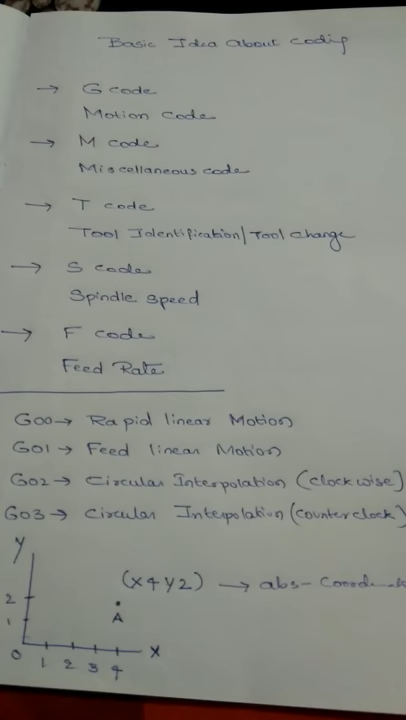 Basic Idea About Coding
→ G code
Motion Code
→ M code
Miscellaneous code
→ T code
Tool Identification/Tool Change
→ S code
Spindle speed
→ F code
Feed Rate
G00→ Rapid linear Motion
G01→ Feed linear Motion
G02→ Circular Interpolation (clockwise)
G03→ Circular Interpolation (counterclock)
Y
(X4Y2) → abs-
2
A
1
0 1 2 3 4 X